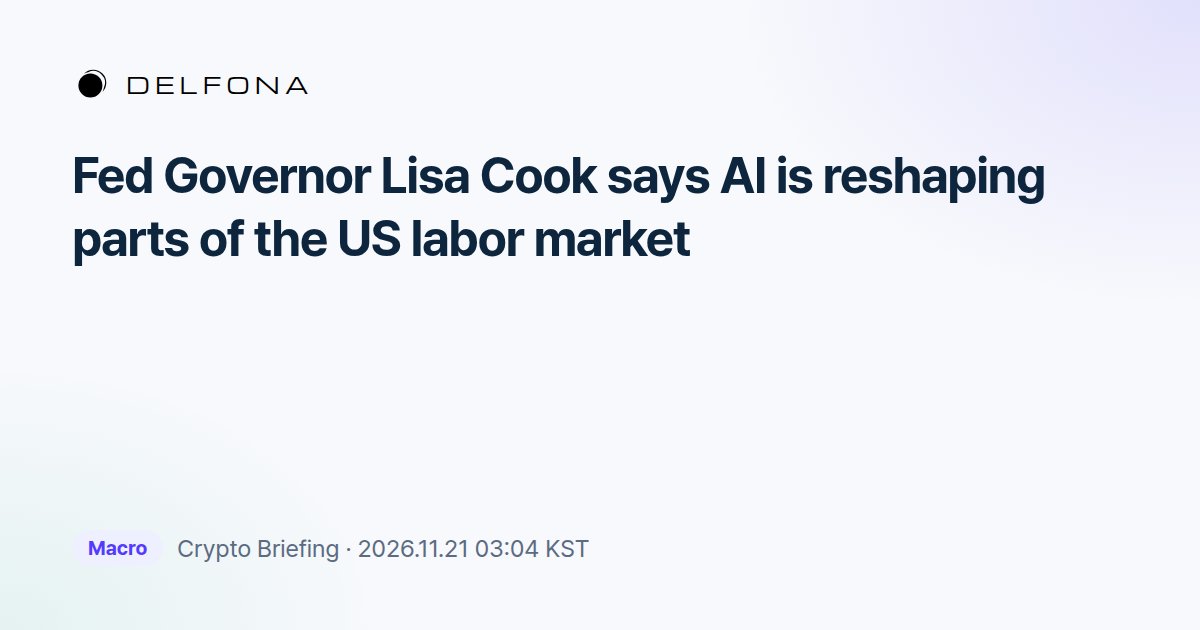 DELFONA
Fed Governor Lisa Cook says AI is reshaping
parts of the US labor market
Macro Crypto Briefing · 2026.11.21 03:04 KST